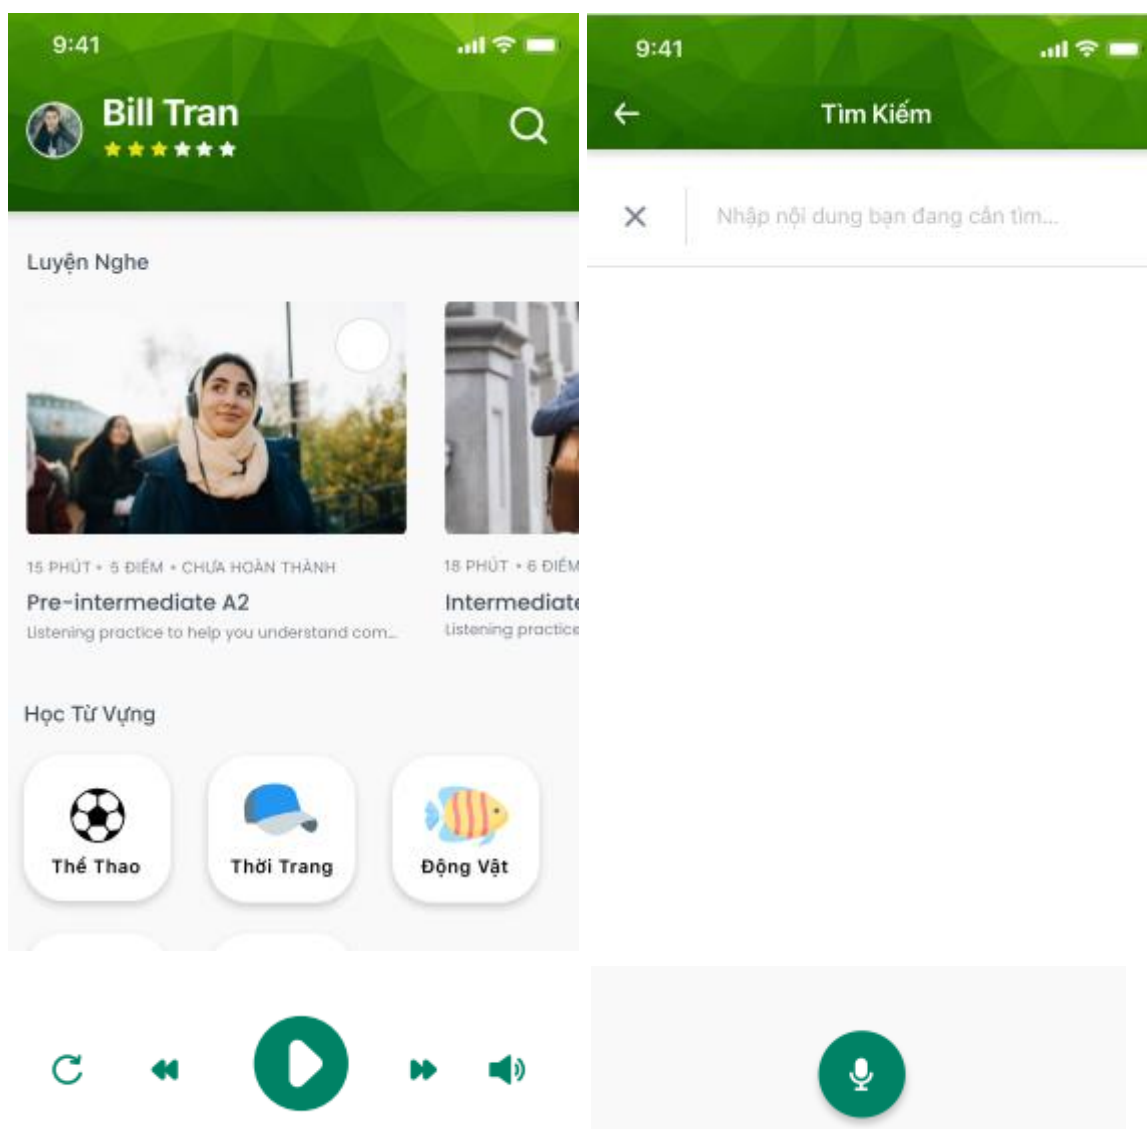 9:41
Bill Tran
Luyện Nghe
15 PHÚT • 5 ĐIỂM • CHƯA HOÀN THÀNH
Pre-intermediate A2
Listening practice to help you understand com...
18 PHÚT • 6 ĐIỂM
Intermediate
Listening practice
Học Từ Vựng
Thể Thao
Thời Trang
Động Vật
9:41
Tìm Kiếm
Nhập nội dung bạn đang cần tìm...